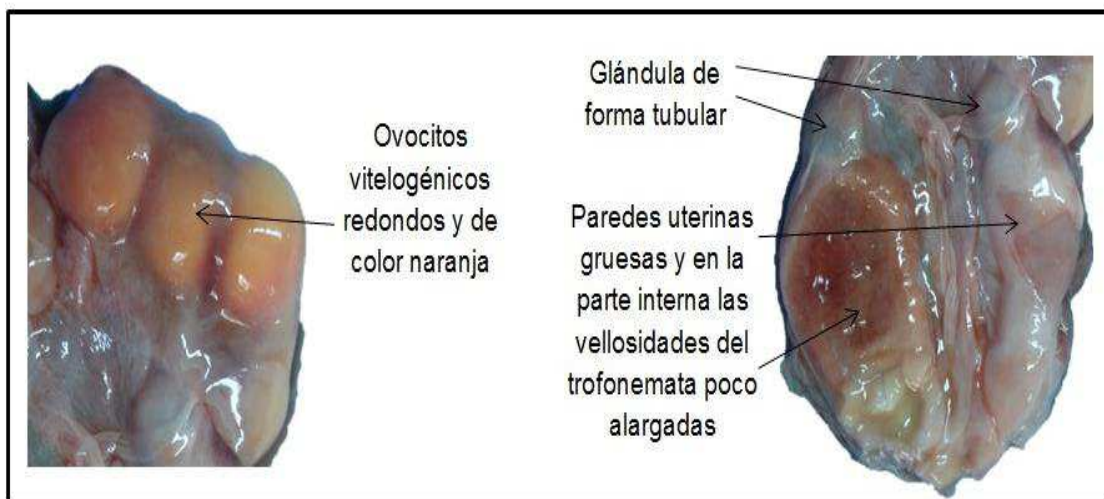 Ovocitos
vitelogénicos
redondos y de
color naranja
Glándula de
forma tubular
Paredes uterinas
gruesas y en la
parte interna las
vellosidades del
trofonemata poco
alargadas